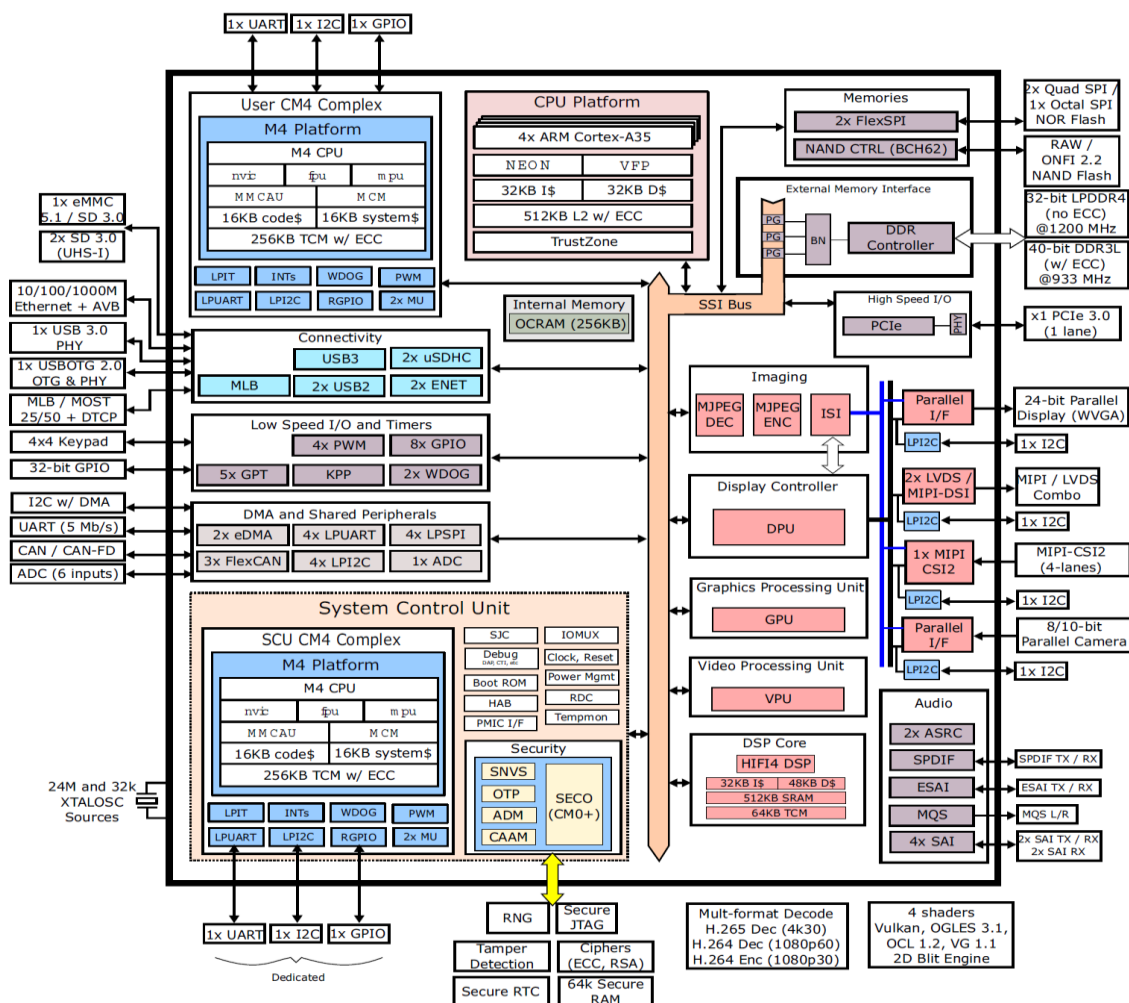 1x UART
1x I2C
1x GPIO
User CM4 Complex
M4 Platform
M4 CPU
nvic
fpu
mpu
MMCAU
MCM
16KB code$
16KB system$
256KB TCM w/ ECC
LPIT
INTs
WDOG
PWM
LPUART
LPI2C
RGPIO
2x MU
CPU Platform
4x ARM Cortex-A35
NEON
VFP
32KB I$
32KB D$
512KB L2 w/ ECC
TrustZone
Memories
2x FlexSPI
NAND CTRL (BCH62)
2x Quad SPI /
1x Octal SPI
NOR Flash
RAW /
ONFI 2.2
NAND Flash
External Memory Interface
PG
PG
PG
BN
DDR
Controller
32-bit LPDDR4
(no ECC)
@1200 MHz
40-bit DDR3L
(w/ ECC)
@933 MHz
SSI Bus
Internal Memory
OCRAM (256KB)
High Speed I/O
PCIe
PHY
x1 PCIe 3.0
(1 lane)
1x eMMC
5.1 / SD 3.0
2x SD 3.0
(UHS-I)
10/100/1000M
Ethernet + AVB
1x USB 3.0
PHY
1x USBOTG 2.0
OTG & PHY
MLB / MOST
25/50 + DTCP
Connectivity
USB3
2x uSDHC
MLB
2x USB2
2x ENET
4x4 Keypad
32-bit GPIO
Low Speed I/O and Timers
4x PWM
8x GPIO
5x GPT
KPP
2x WDOG
I2C w/ DMA
UART (5 Mb/s)
CAN / CAN-FD
ADC (6 inputs)
DMA and Shared Peripherals
2x eDMA
4x LPUART
4x LPSPI
3x FlexCAN
4x LPI2C
1x ADC
Imaging
MJPEG
DEC
MJPEG
ENC
ISI
Display Controller
DPU
Graphics Processing Unit
GPU
Video Processing Unit
VPU
DSP Core
HIFI4 DSP
32KB I$
48KB D$
512KB SRAM
64KB TCM
Parallel
I/F
LPI2C
24-bit Parallel
Display (WVGA)
1x I2C
2x LVDS /
MIPI-DSI
LPI2C
MIPI / LVDS
Combo
1x I2C
1x MIPI
CSI2
LPI2C
MIPI-CSI2
(4-lanes)
1x I2C
Parallel
I/F
LPI2C
8/10-bit
Parallel Camera
1x I2C
Audio
2x ASRC
SPDIF
ESAI
MQS
4x SAI
SPDIF TX / RX
ESAI TX / RX
MQS L/R
2x SAI TX / RX
2x SAI RX
System Control Unit
SCU CM4 Complex
M4 Platform
M4 CPU
nvic
fpu
mpu
MMCAU
MCM
16KB code$
16KB system$
256KB TCM w/ ECC
LPIT
INTs
WDOG
PWM
LPUART
LPI2C
RGPIO
2x MU
SJC
IOMUX
Debug
DAP, CTI, etc
Clock, Reset
Boot ROM
Power Mgmt
HAB
RDC
PMIC I/F
Tempmon
Security
SNVS
OTP
ADM
CAAM
SECO
(CM0+)
24M and 32k
XTALOSC
Sources
1x UART
1x I2C
1x GPIO
Dedicated
RNG
Secure
JTAG
Tamper
Detection
Ciphers
(ECC, RSA)
Secure RTC
64k Secure
RAM
Mult-format Decode
H.265 Dec (4k30)
H.264 Dec (1080p60)
H.264 Enc (1080p30)
4 shaders
Vulkan, OGLES 3.1,
OCL 1.2, VG 1.1
2D Blit Engine